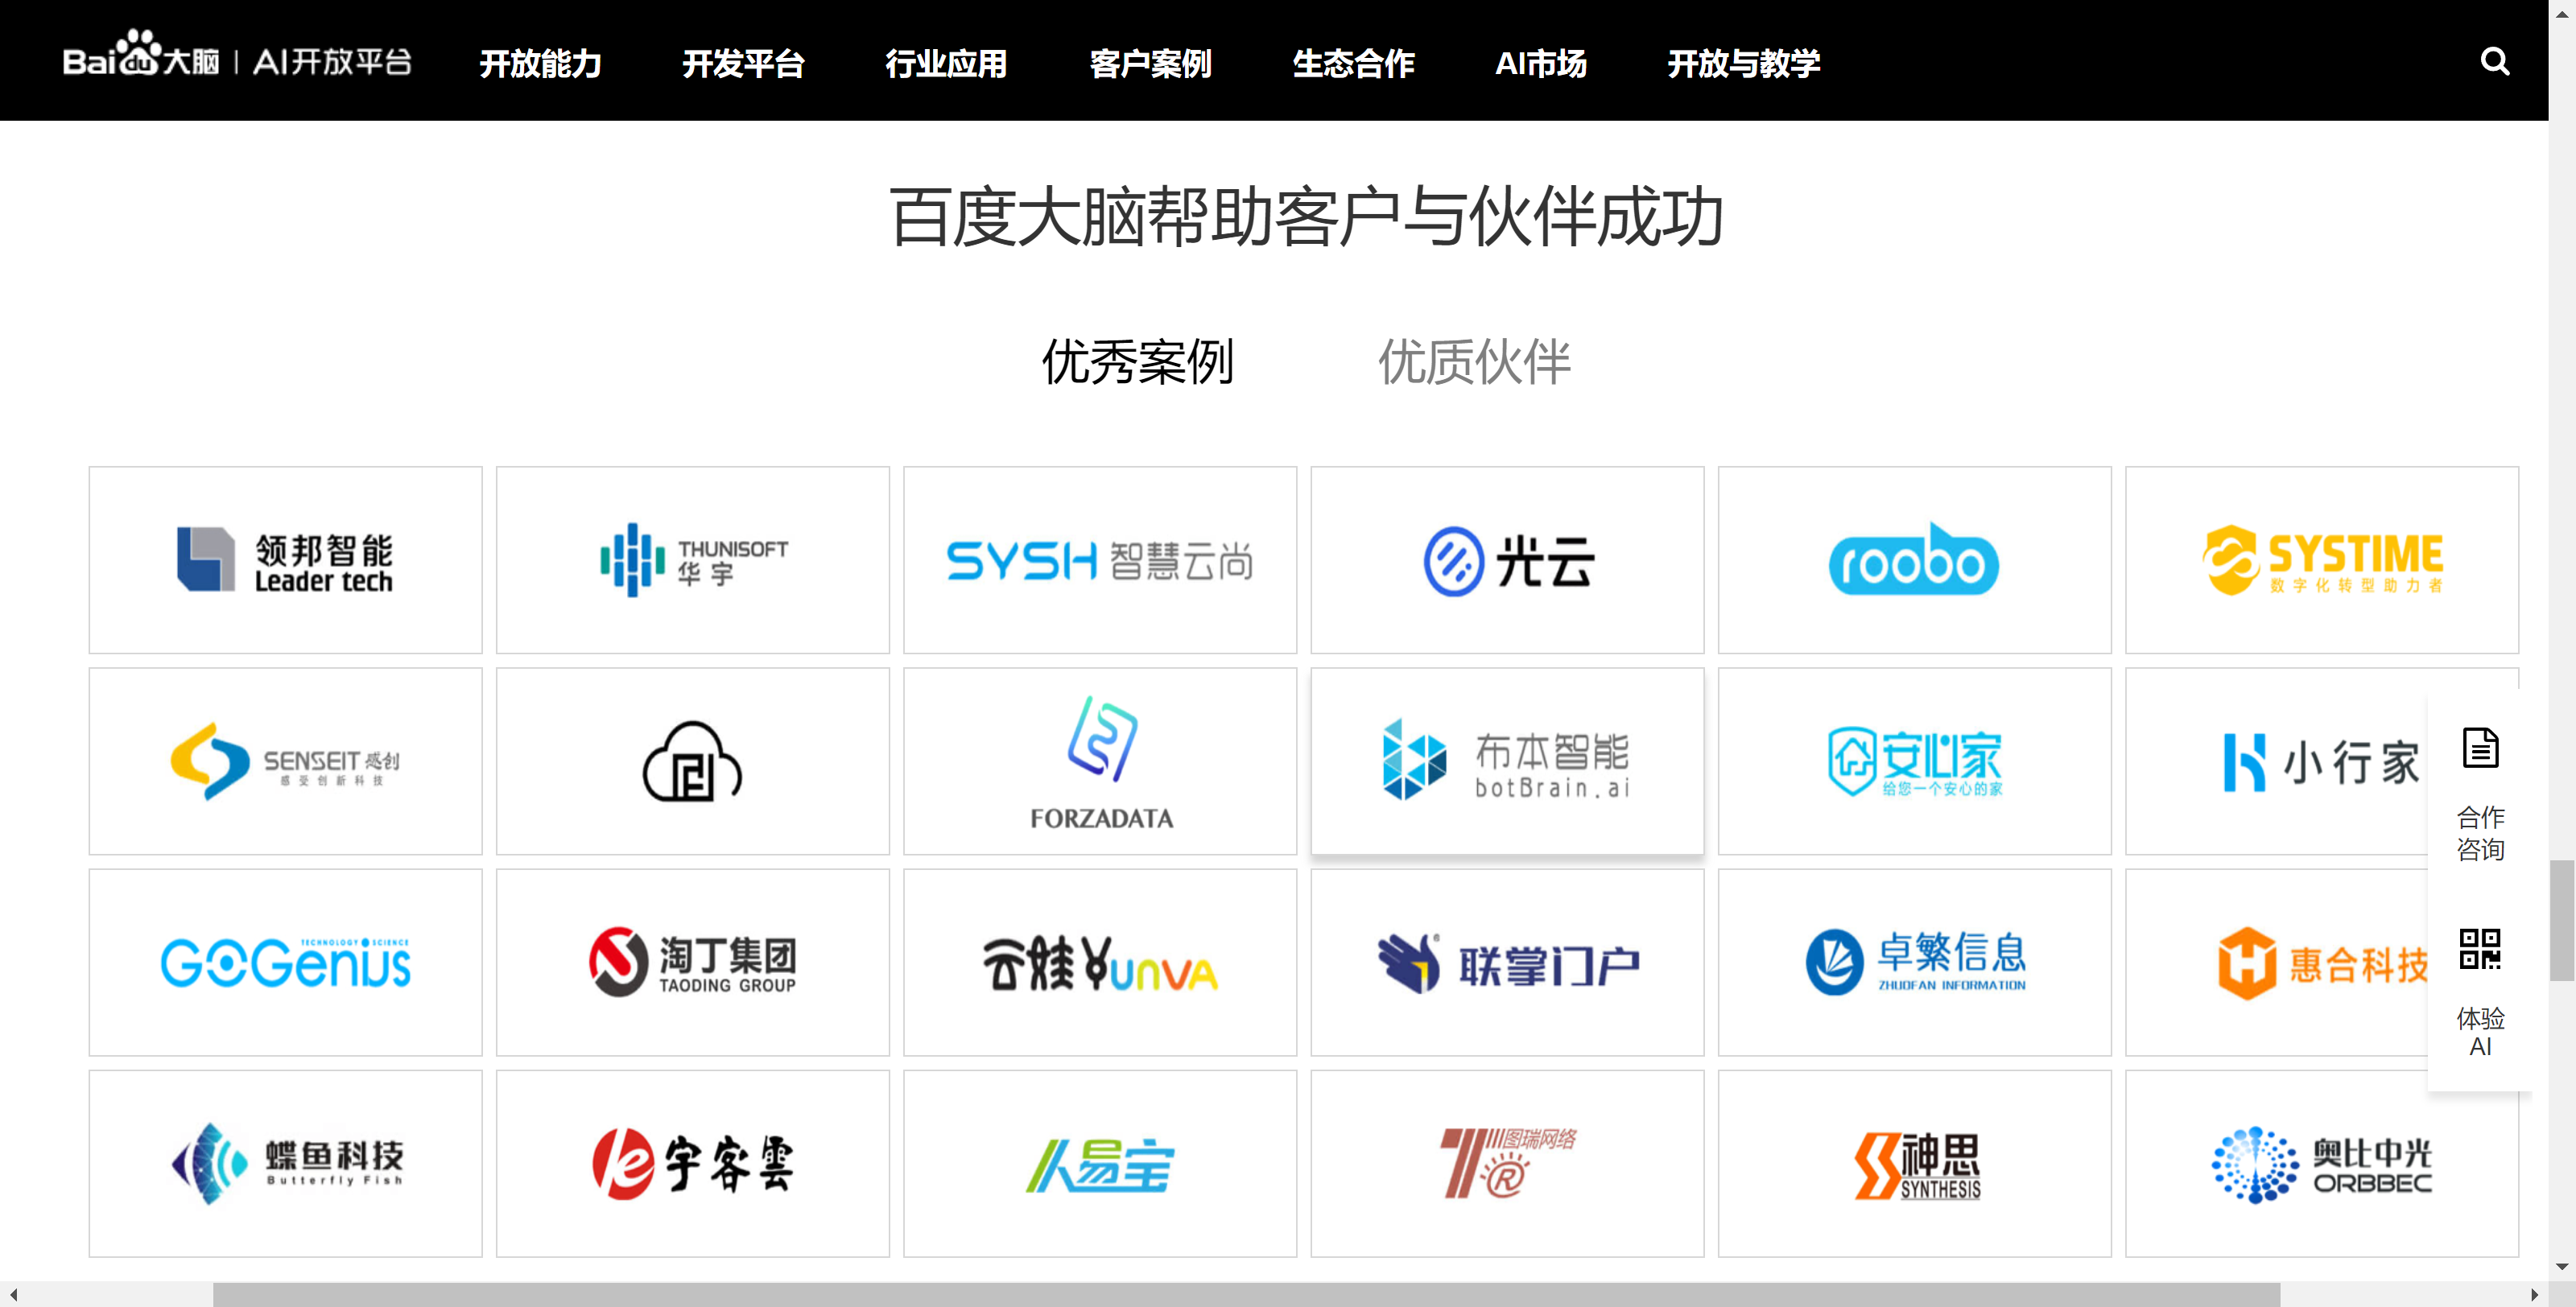 Baidu大脑 | AI开放平台
开放能力
开发平台
行业应用
客户案例
生态合作
AI市场
开放与教学
百度大脑帮助客户与伙伴成功
优秀案例
优质伙伴
领邦智能
Leader tech
THUNISOFT
华宇
SYSH 智慧云尚
光云
roobo
SYSTIME
数字化转型助力者
SENSEIT 感创
感受创新科技
FORZADATA
布本智能
botBrain.ai
安心家
给您一个安心的家
小行家
合作
咨询
TECHNOLOGY SCIENCE
GOGenius
淘丁集团
TAODING GROUP
云娃 YUNVA
联掌门户
卓繁信息
ZHUOFAN INFORMATION
惠合科技
体验
AI
蝶鱼科技
Butterfly Fish
宇客雲
人易宝
图瑞网络
神思
SYNTHESIS
奥比中光
ORBBEC